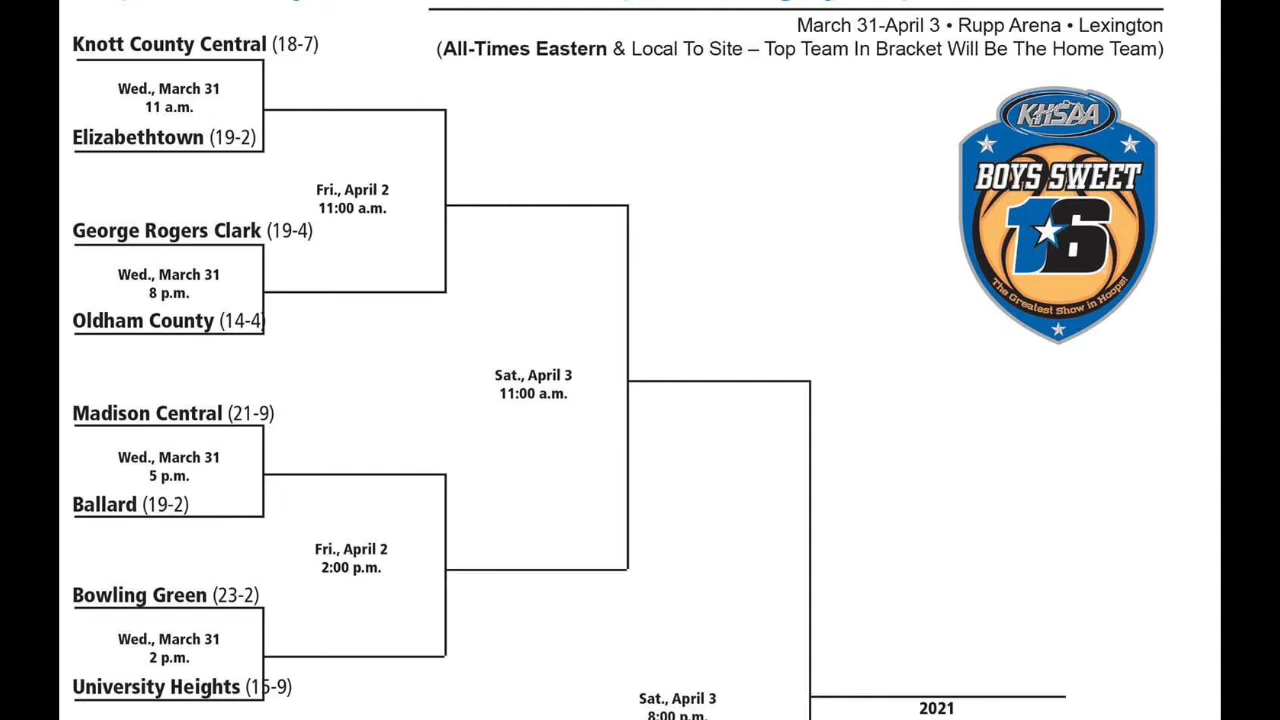 March 31-April 3 • Rupp Arena • Lexington
(All-Times Eastern & Local To Site – Top Team In Bracket Will Be The Home Team)
Knott County Central (18-7)
Wed., March 31
11 a.m.
Elizabethtown (19-2)
Fri., April 2
11:00 a.m.
George Rogers Clark (19-4)
Wed., March 31
8 p.m.
Oldham County (14-4)
Sat., April 3
11:00 a.m.
Madison Central (21-9)
Wed., March 31
5 p.m.
Ballard (19-2)
Fri., April 2
2:00 p.m.
Bowling Green (23-2)
Wed., March 31
2 p.m.
University Heights (15-9)
Sat., April 3
8:00 p.m.
2021
KHSAA
BOYS SWEET
16
The Greatest Show in Hoops!